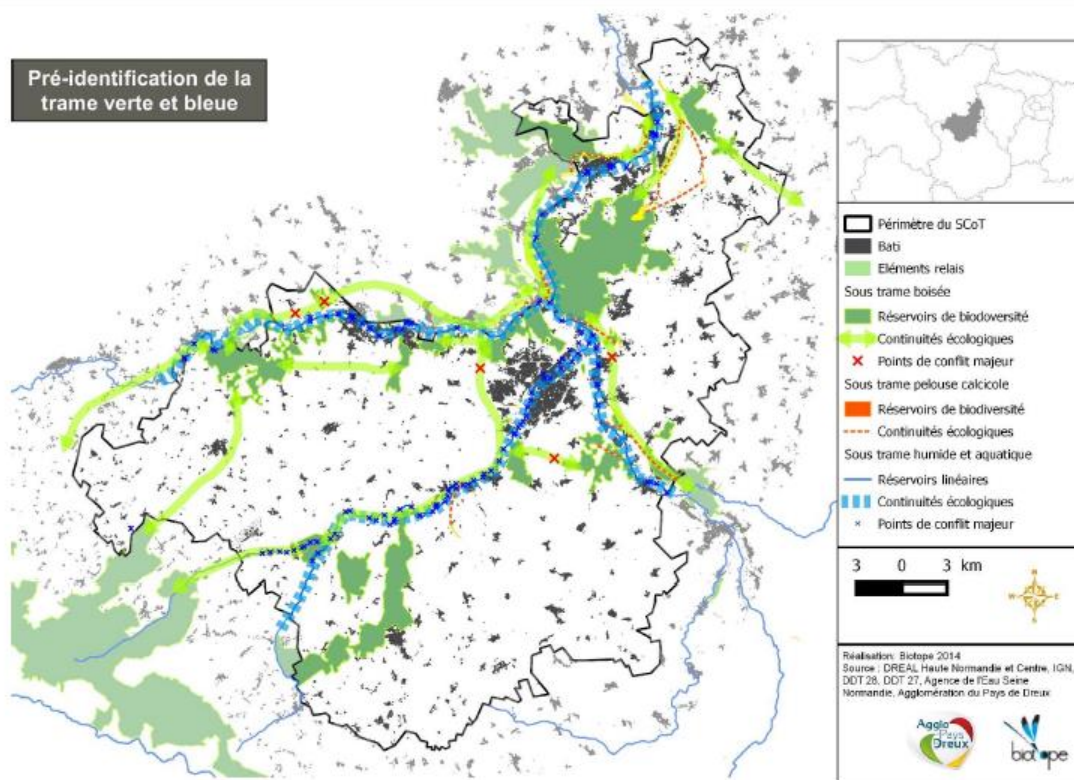 Pré-identification de la
trame verte et bleue
Périmètre du SCoT
Bati
Eléments relais
Sous trame boisée
Réservoirs de biodiversité
Continuités écologiques
Points de conflit majeur
Sous trame pelouse calcicole
Réservoirs de biodiversité
Continuités écologiques
Sous trame humide et aquatique
Réservoirs linéaires
Continuités écologiques
Points de conflit majeur
3 0 3 km
N
W E
S
Réalisation: Biotope 2014
Source : DREAL Haute Normandie et Centre, IGN,
DDT 28, DDT 27, Agence de l'Eau Seine
Normandie, Agglomération du Pays de Dreux
Agglo
Pays
Dreux
biotope